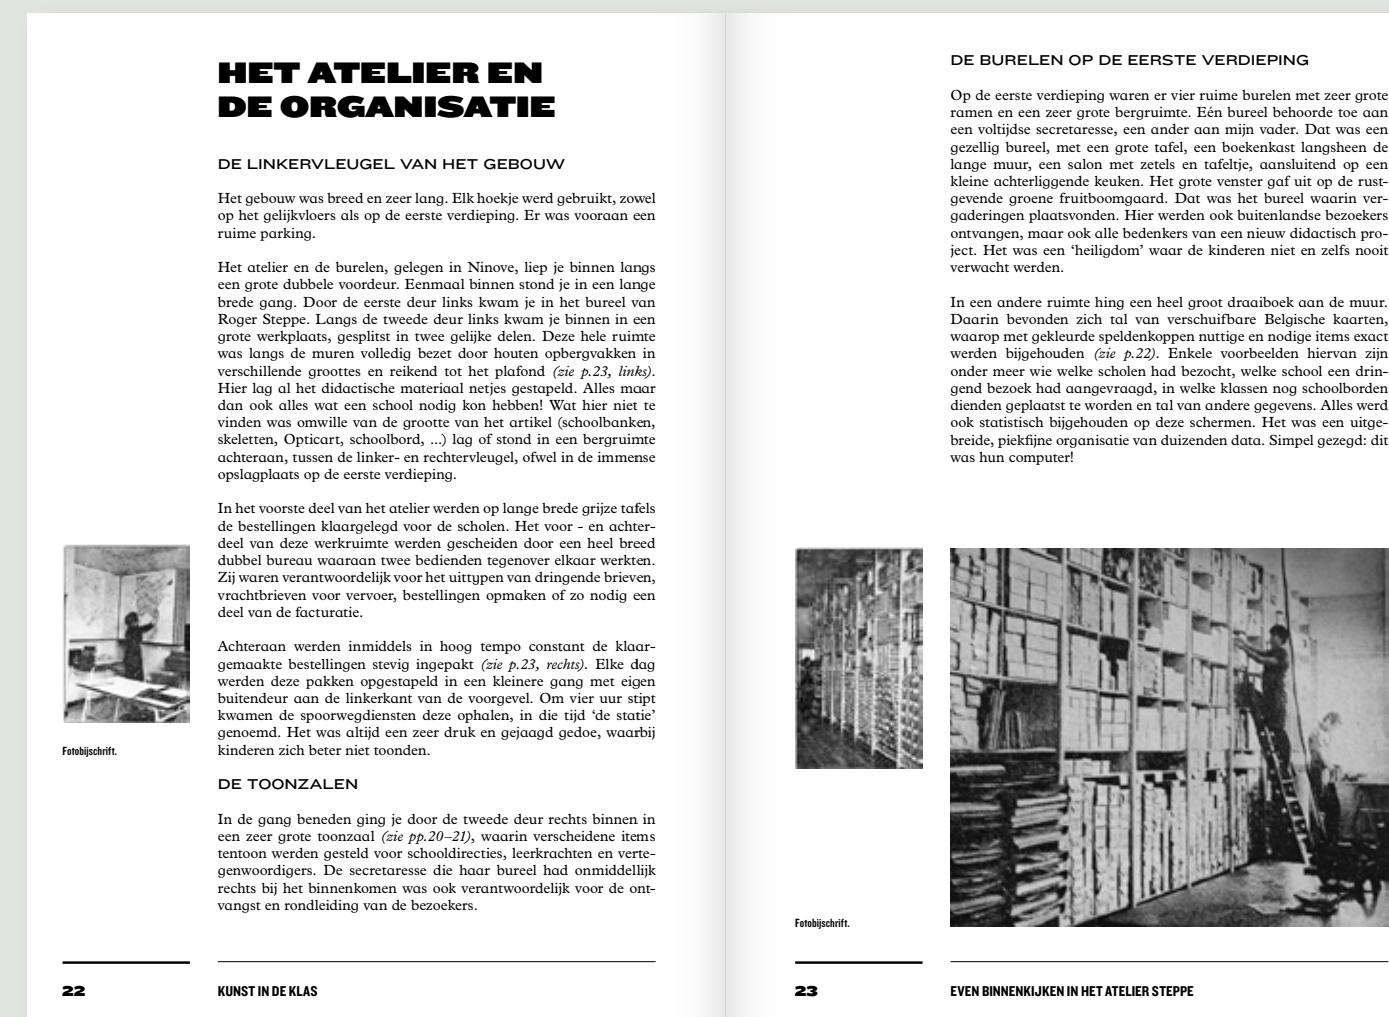 HET ATELIER EN
DE ORGANISATIE
DE LINKERVLEUGEL VAN HET GEBOUW
Het gebouw was breed en zeer lang. Elk hoekje werd gebruikt, zowel
op het gelijkvloers als op de eerste verdieping. Er was vooraan een
ruime parking.
Het atelier en de burelen, gelegen in Ninove, liep je binnen langs
een grote dubbele voordeur. Eenmaal binnen stond je in een lange
brede gang. Door de eerste deur links kwam je in het bureel van
Roger Steppe. Langs de tweede deur links kwam je binnen in een
grote werkplaats, gesplitst in twee gelijke delen. Deze hele ruimte
was langs de muren volledig bezet door houten opbergvakken in
verschillende groottes en reikend tot het plafond (zie p.23, links).
Hier lag al het didactische materiaal netjes gestapeld. Alles maar
dan ook alles wat een school nodig kon hebben! Wat hier niet te
vinden was omwille van de grootte van het artikel (schoolbanken,
skeletten, Opticart, schoolbord, ...) lag of stond in een bergruimte
achteraan, tussen de linker- en rechtervleugel, ofwel in de immense
opslagplaats op de eerste verdieping.
In het voorste deel van het atelier werden op lange brede grijze tafels
de bestellingen klaargelegd voor de scholen. Het voor - en achter-
deel van deze werkruimte werden gescheiden door een heel breed
dubbel bureau waaraan twee bedienden tegenover elkaar werkten.
Zij waren verantwoordelijk voor het uittypen van dringende brieven,
vrachtbrieven voor vervoer, bestellingen opmaken of zo nodig een
deel van de facturatie.
Achteraan werden inmiddels in hoog tempo constant de klaar-
gemaakte bestellingen stevig ingepakt (zie p.23, rechts). Elke dag
werden deze pakken opgestapeld in een kleinere gang met eigen
buitendeur aan de linkerkant van de voorgevel. Om vier uur stipt
kwamen de spoorwegdiensten deze ophalen, in die tijd ‘de statie’
genoemd. Het was altijd een zeer druk en gejaagd gedoe, waarbij
kinderen zich beter niet toonden.
Fotobijschrift.
DE TOONZALEN
In de gang beneden ging je door de tweede deur rechts binnen in
een zeer grote toonzaal (zie pp.20–21), waarin verscheidene items
tentoon werden gesteld voor schooldirecties, leerkrachten en verte-
genwoordigers. De secretaresse die haar bureel had onmiddellijk
rechts bij het binnenkomen was ook verantwoordelijk voor de ont-
vangst en rondleiding van de bezoekers.
22
KUNST IN DE KLAS
DE BURELEN OP DE EERSTE VERDIEPING
Op de eerste verdieping waren er vier ruime burelen met zeer grote
ramen en een zeer grote bergruimte. Eén bureel behoorde toe aan
een voltijdse secretaresse, een ander aan mijn vader. Dat was een
gezellig bureel, met een grote tafel, een boekenkast langsheen de
lange muur, een salon met zetels en tafeltje, aansluitend op een
kleine achterliggende keuken. Het grote venster gaf uit op de rust-
gevende groene fruitboomgaard. Dat was het bureel waarin ver-
gaderingen plaatsvonden. Hier werden ook buitenlandse bezoekers
ontvangen, maar ook alle bedenkers van een nieuw didactisch pro-
ject. Het was een ‘heiligdom’ waar de kinderen niet en zelfs nooit
verwacht werden.
In een andere ruimte hing een heel groot draaiboek aan de muur.
Daarin bevonden zich tal van verschuifbare Belgische kaarten,
waarop met gekleurde speldenkoppen nuttige en nodige items exact
werden bijgehouden (zie p.22). Enkele voorbeelden hiervan zijn
onder meer wie welke scholen had bezocht, welke school een drin-
gend bezoek had aangevraagd, in welke klassen nog schoolborden
dienden geplaatst te worden en tal van andere gegevens. Alles werd
ook statistisch bijgehouden op deze schermen. Het was een uitge-
breide, piekfijne organisatie van duizenden data. Simpel gezegd: dit
was hun computer!
Fotobijschrift.
23
EVEN BINNENKIJKEN IN HET ATELIER STEPPE